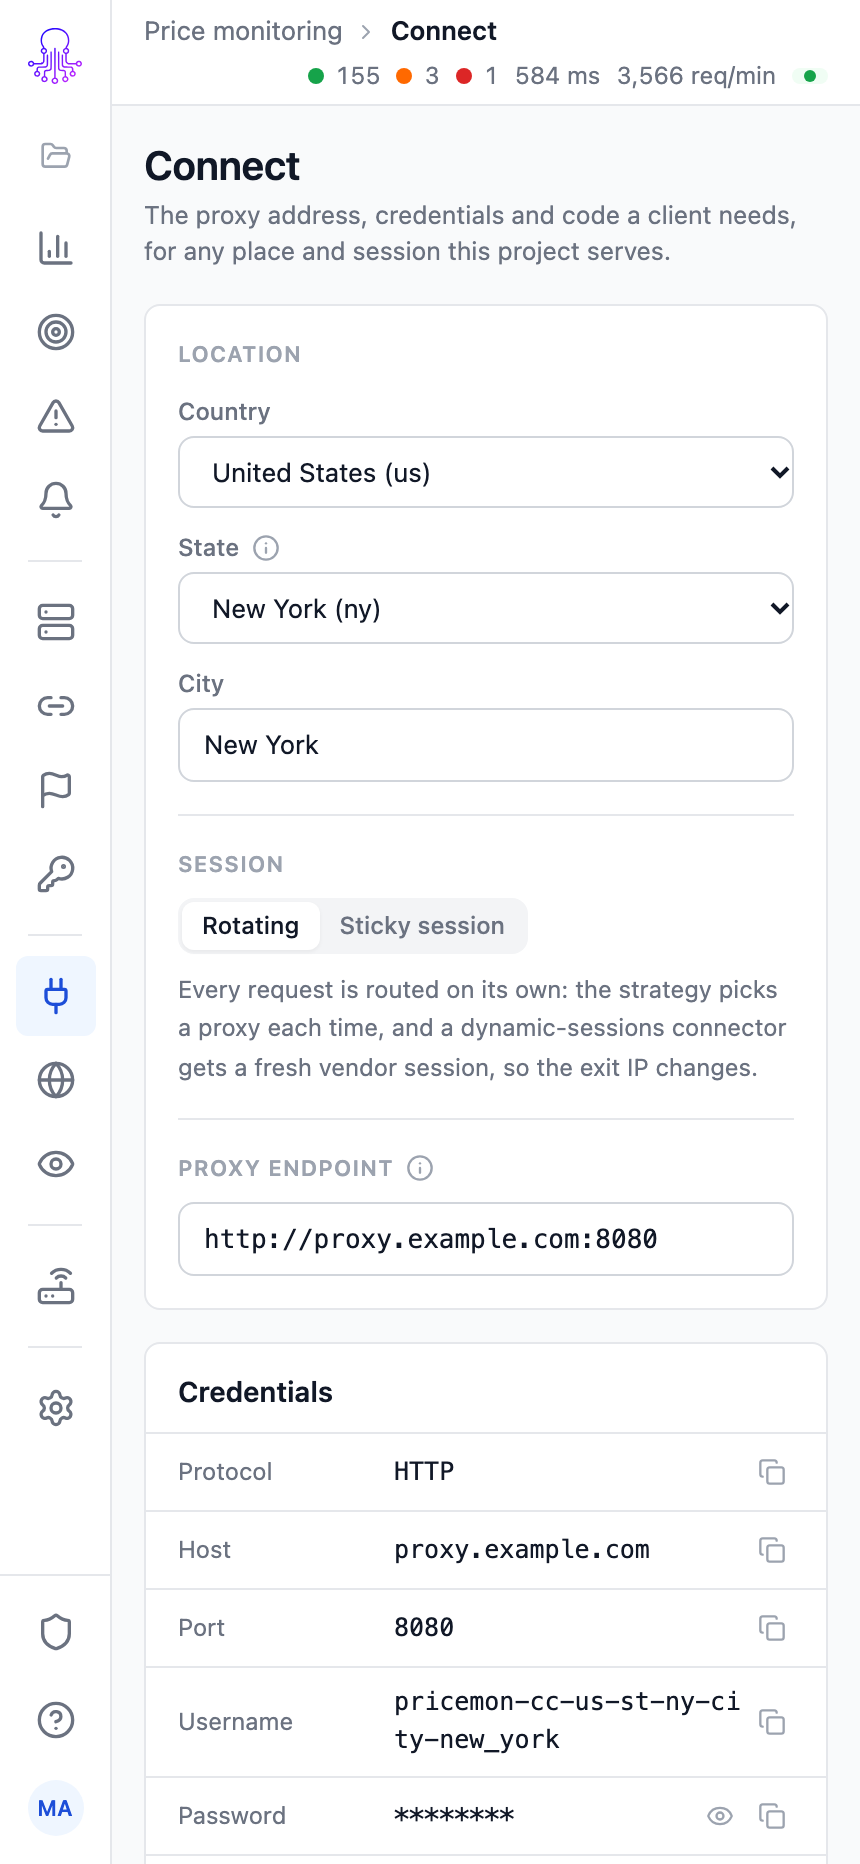 Price monitoring > Connect
155 3 1 584 ms 3,566 req/min
Connect
The proxy address, credentials and code a client needs,
for any place and session this project serves.
LOCATION
Country
United States (us)
State
New York (ny)
City
New York
SESSION
Rotating Sticky session
Every request is routed on its own: the strategy picks
a proxy each time, and a dynamic-sessions connector
gets a fresh vendor session, so the exit IP changes.
PROXY ENDPOINT
http://proxy.example.com:8080
Credentials
Protocol HTTP
Host proxy.example.com
Port 8080
Username pricemon-cc-us-st-ny-ci
ty-new_york
Password ********
MA